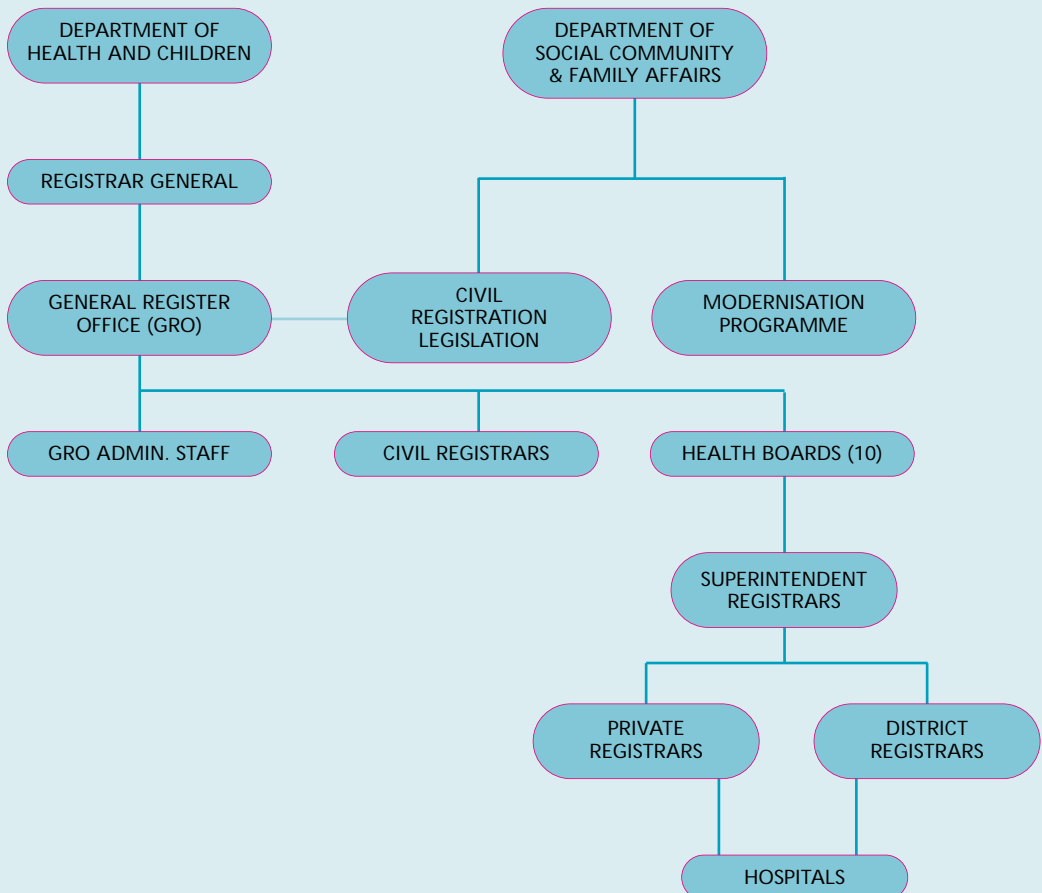 DEPARTMENT OF
HEALTH AND CHILDREN
DEPARTMENT OF
SOCIAL COMMUNITY
& FAMILY AFFAIRS
REGISTRAR GENERAL
GENERAL REGISTER
OFFICE (GRO)
CIVIL
REGISTRATION
LEGISLATION
MODERNISATION
PROGRAMME
GRO ADMIN. STAFF
CIVIL REGISTRARS
HEALTH BOARDS (10)
SUPERINTENDENT
REGISTRARS
PRIVATE
REGISTRARS
DISTRICT
REGISTRARS
HOSPITALS